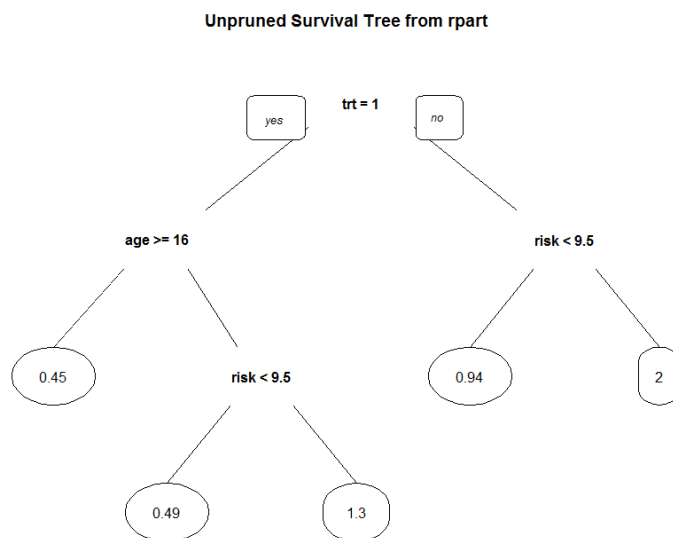 Unpruned Survival Tree from rpart
trt = 1
yes
no
age >= 16
risk < 9.5
0.45
risk < 9.5
0.94
2
0.49
1.3